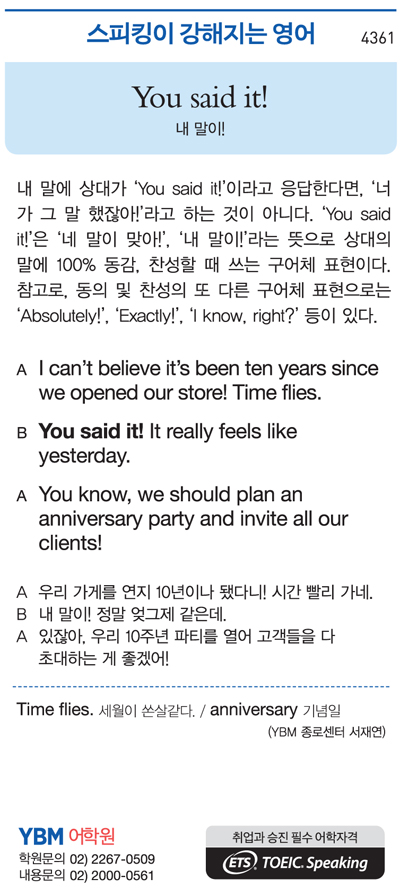 스피킹이 강해지는 영어 4361
You said it!
내 말이!
내 말에 상대가 ‘You said it!’이라고 응답한다면, ‘너
가 그 말 했잖아!’라고 하는 것이 아니다. ‘You said
it!’은 ‘네 말이 맞아!’, ‘내 말이!’라는 뜻으로 상대의
말에 100% 동감, 찬성할 때 쓰는 구어체 표현이다.
참고로, 동의 및 찬성의 또 다른 구어체 표현으로는
‘Absolutely!’, ‘Exactly!’, ‘I know, right?’ 등이 있다.
A I can’t believe it’s been ten years since
we opened our store! Time flies.
B You said it! It really feels like
yesterday.
A You know, we should plan an
anniversary party and invite all our
clients!
A 우리 가게를 연지 10년이나 됐다니! 시간 빨리 가네.
B 내 말이! 정말 엊그제 같은데.
A 있잖아, 우리 10주년 파티를 열어 고객들을 다
초대하는 게 좋겠어!
Time flies. 세월이 쏜살같다. / anniversary 기념일
(YBM 종로센터 서재연)
YBM 어학원
학원문의 02) 2267-0509
내용문의 02) 2000-0561
취업과 승진 필수 어학자격
ETS TOEIC Speaking